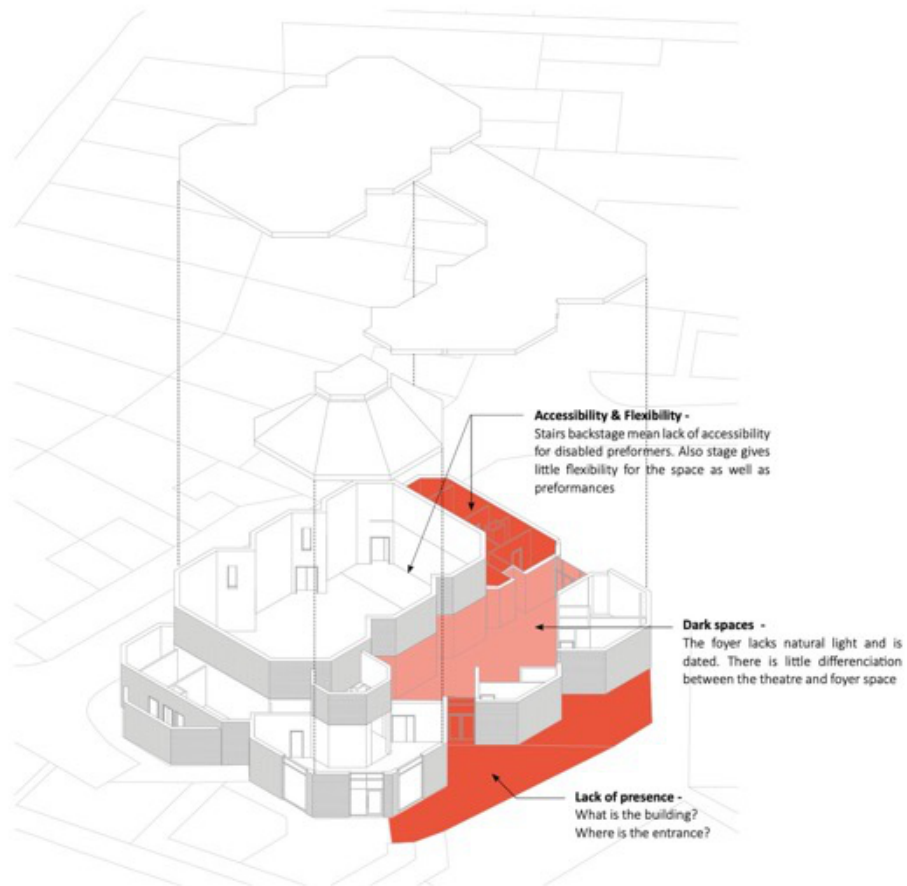 Accessibility & Flexibility -
Stairs backstage mean lack of accessibility
for disabled preformers. Also stage gives
little flexibility for the space as well as
preformances
Dark spaces -
The foyer lacks natural light and is
dated. There is little differenciation
between the theatre and foyer space
Lack of presence -
What is the building?
Where is the entrance?